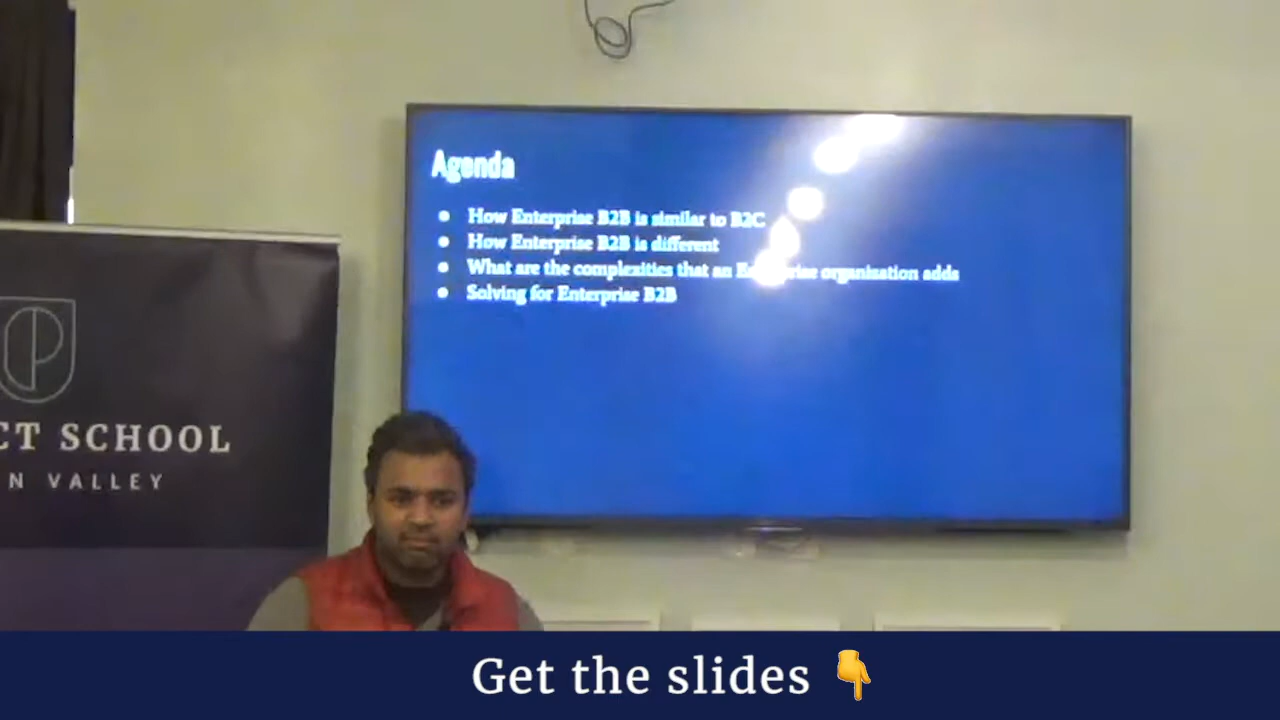 Agenda
● How Enterprise B2B is similar to B2C
● How Enterprise B2B is different
● What are the complexities that an Enterprise organisation adds
● Solving for Enterprise B2B
CT SCHOOL
N VALLEY
Get the slides 👇